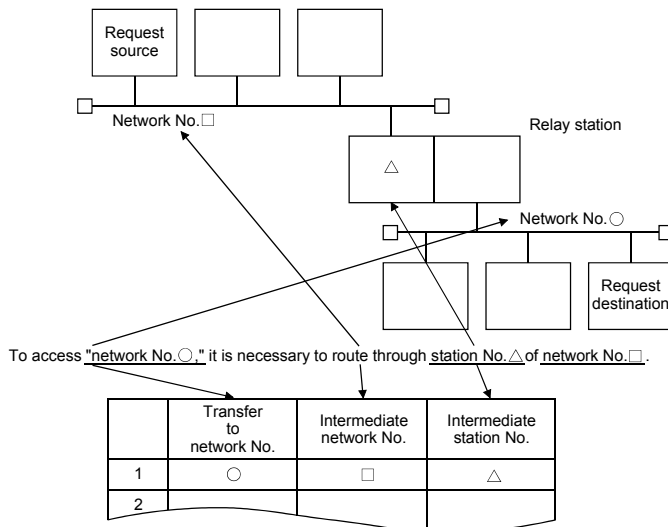 Request
source
Network No.□
Relay station
△
Network No.○
Request
destination
To access "network No.○," it is necessary to route through station No.△of network No.□.
Transfer
to
network No.
Intermediate
network No.
Intermediate
station No.
1
○
□
△
2